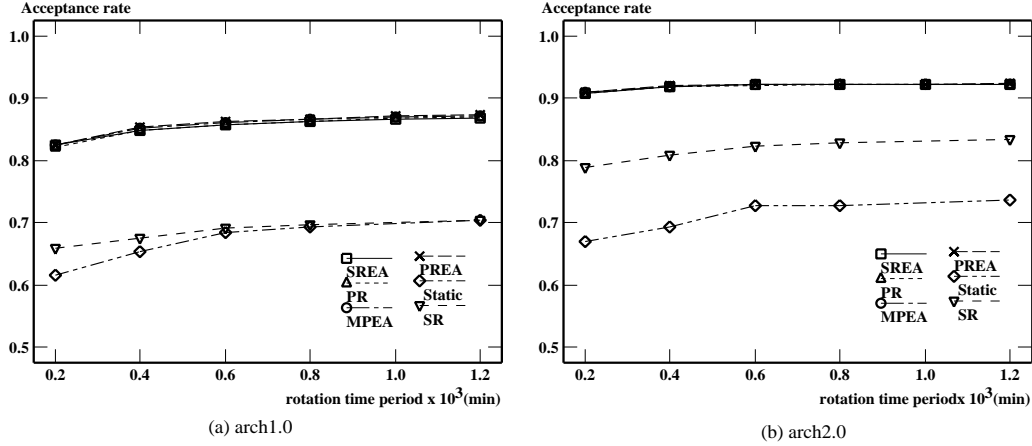 Acceptance rate
1.0
0.9
0.8
0.7
0.6
0.5
0.2 0.4 0.6 0.8 1.0 1.2
rotation time period x 10³(min)
SREA
PR
MPEA
PREA
Static
SR
(a) arch1.0
Acceptance rate
1.0
0.9
0.8
0.7
0.6
0.5
0.2 0.4 0.6 0.8 1.0 1.2
rotation time periodx 10³(min)
SREA
PR
MPEA
PREA
Static
SR
(b) arch2.0